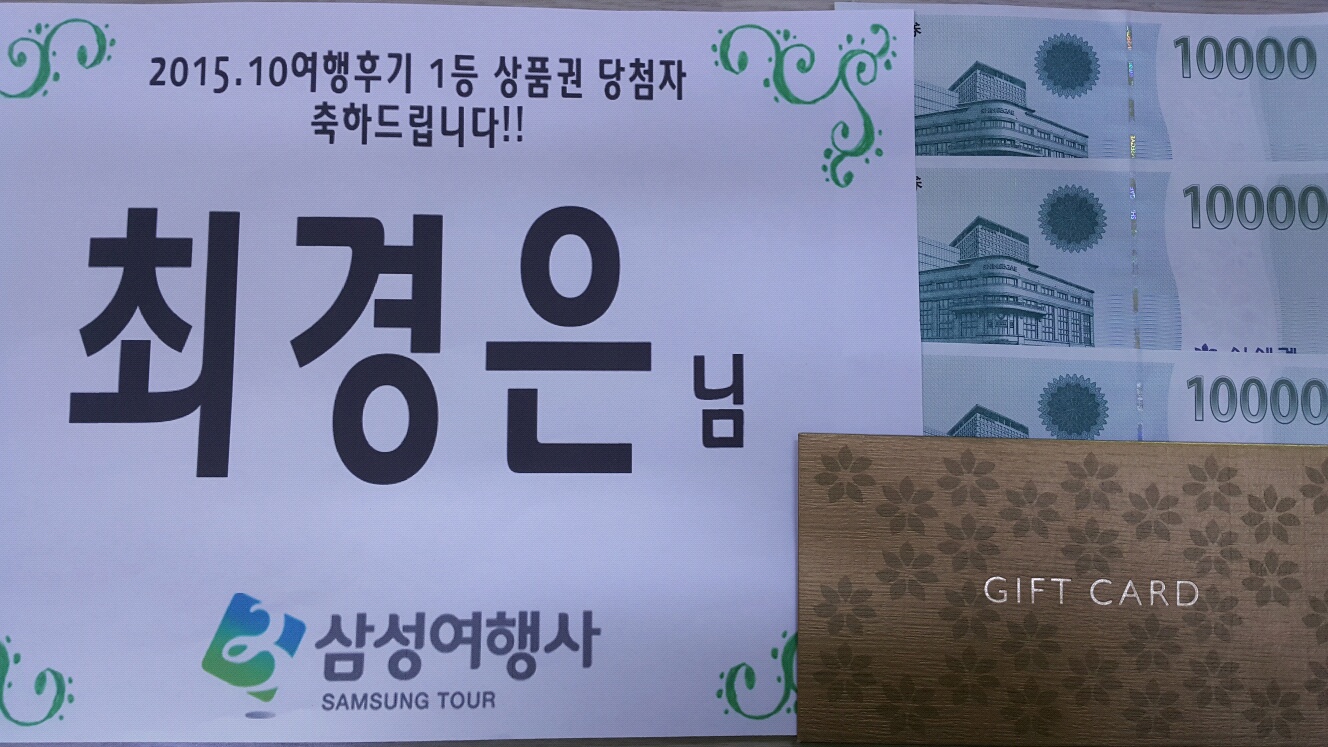 2015.10여행후기 1등 상품권 당첨자
축하드립니다!!
최경은님
삼성여행사
SAMSUNG TOUR
10000
10000
10000
GIFT CARD